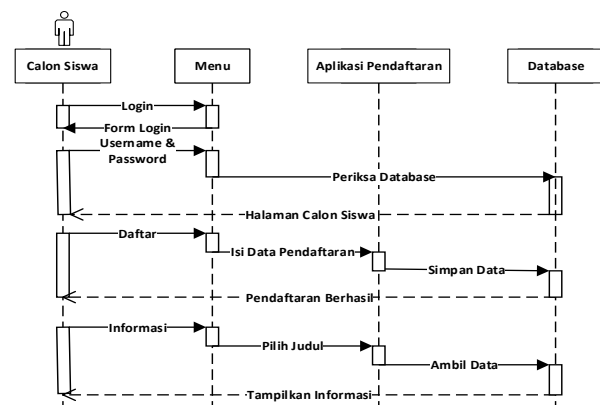 Calon Siswa
Menu
Aplikasi Pendaftaran
Database
Login
Form Login
Username &
Password
Periksa Database
Halaman Calon Siswa
Daftar
Isi Data Pendaftaran
Simpan Data
Pendaftaran Berhasil
Informasi
Pilih Judul
Ambil Data
Tampilkan Informasi